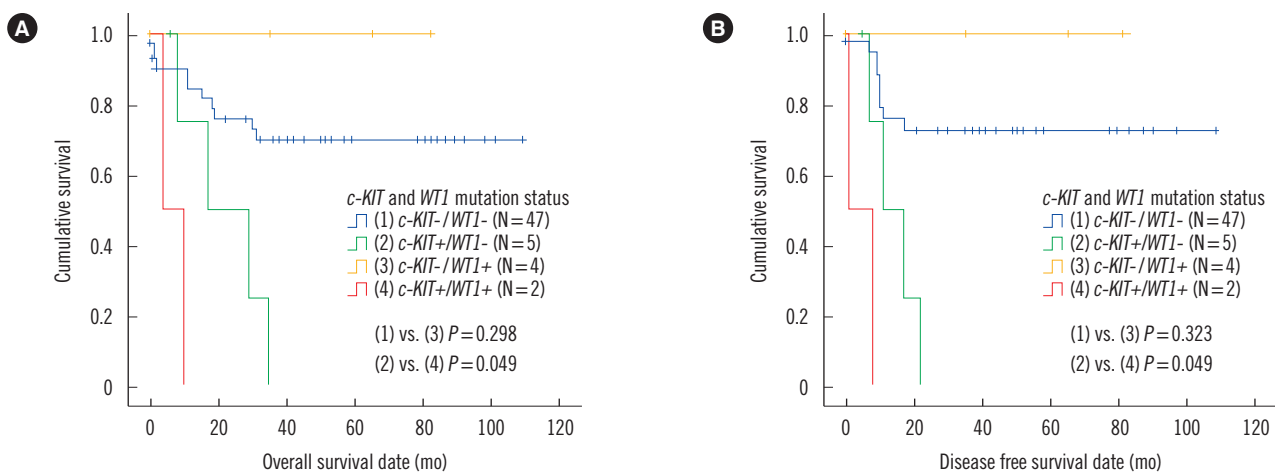 A
1.0
0.8
0.6
0.4
0.2
0
Cumulative survival
c-KIT and WT1 mutation status
(1) c-KIT-/WT1- (N=47)
(2) c-KIT+/WT1- (N=5)
(3) c-KIT-/WT1+ (N=4)
(4) c-KIT+/WT1+ (N=2)
(1) vs. (3) P=0.298
(2) vs. (4) P=0.049
0 20 40 60 80 100 120
Overall survival date (mo)
B
1.0
0.8
0.6
0.4
0.2
0
Cumulative survival
c-KIT and WT1 mutation status
(1) c-KIT-/WT1- (N=47)
(2) c-KIT+/WT1- (N=5)
(3) c-KIT-/WT1+ (N=4)
(4) c-KIT+/WT1+ (N=2)
(1) vs. (3) P=0.323
(2) vs. (4) P=0.049
0 20 40 60 80 100 120
Disease free survival date (mo)